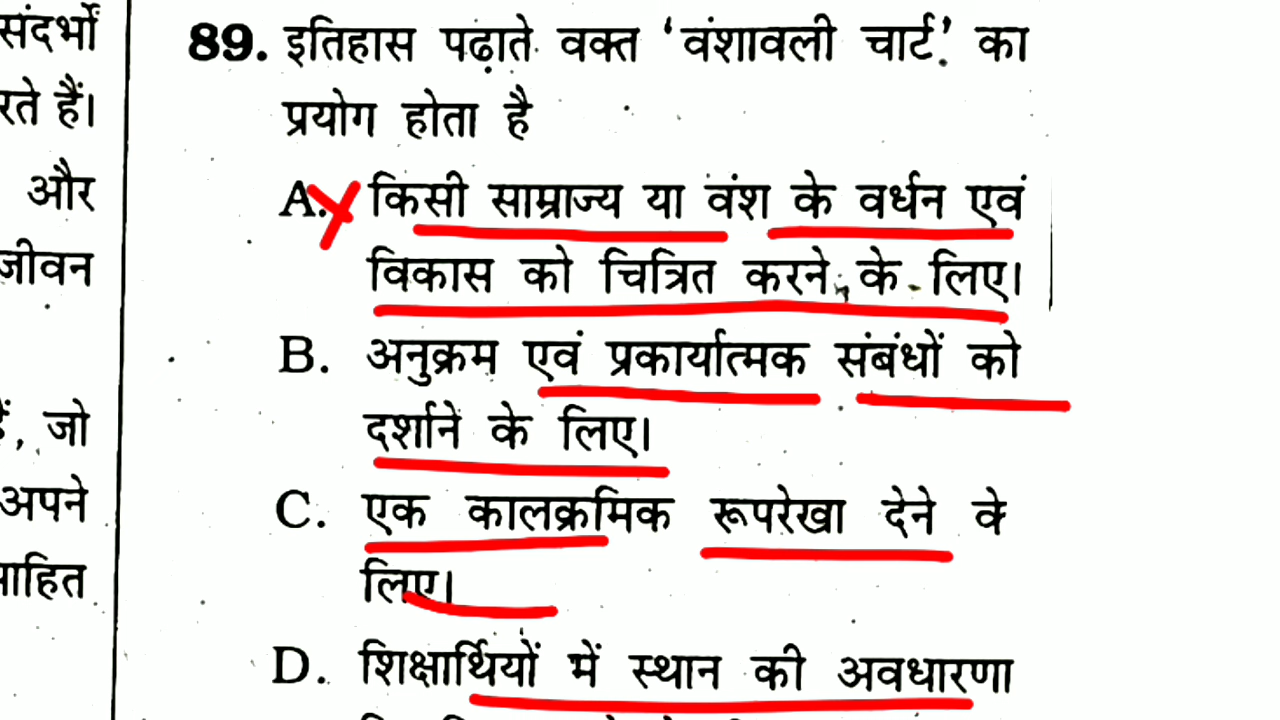 संदर्भों
रते हैं।
और
जीवन
हैं, जो
अपने
साहित
89. इतिहास पढ़ाते वक्त ‘वंशावली चार्ट’ का
प्रयोग होता है
A. किसी साम्राज्य या वंश के वर्धन एवं
विकास को चित्रित करने के लिए।
B. अनुक्रम एवं प्रकार्यात्मक संबंधों को
दर्शाने के लिए।
C. एक कालक्रमिक रूपरेखा देने के
लिए।
D. शिक्षार्थियों में स्थान की अवधारणा